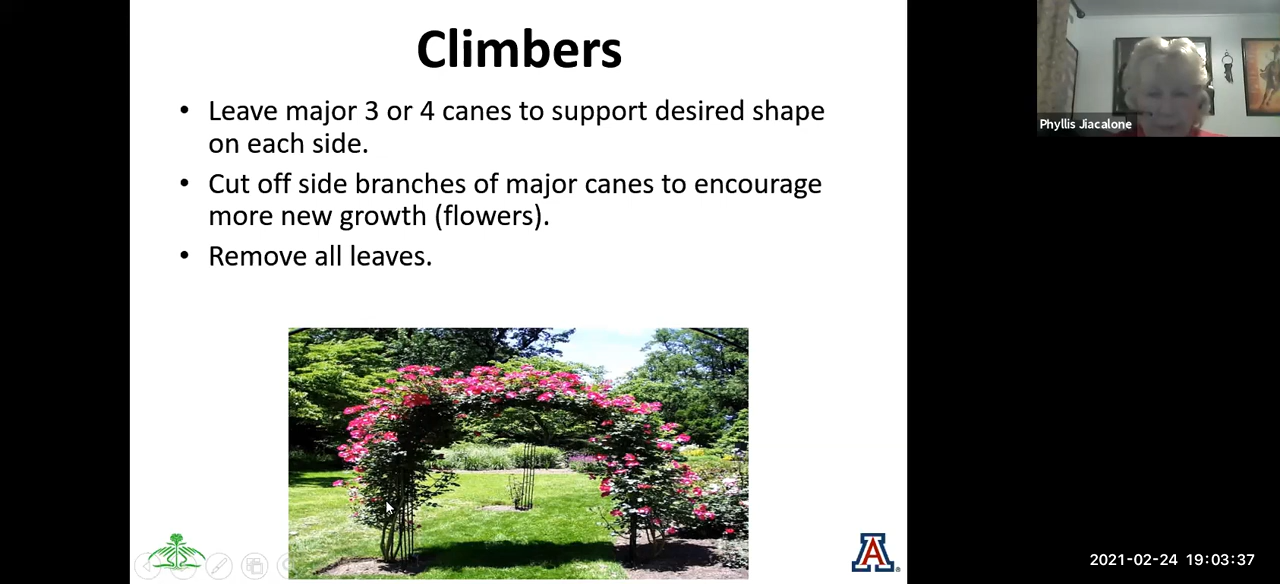 Climbers
• Leave major 3 or 4 canes to support desired shape
on each side.
• Cut off side branches of major canes to encourage
more new growth (flowers).
• Remove all leaves.
Phyllis Jiacalone
A
®
2021-02-24 19:03:37